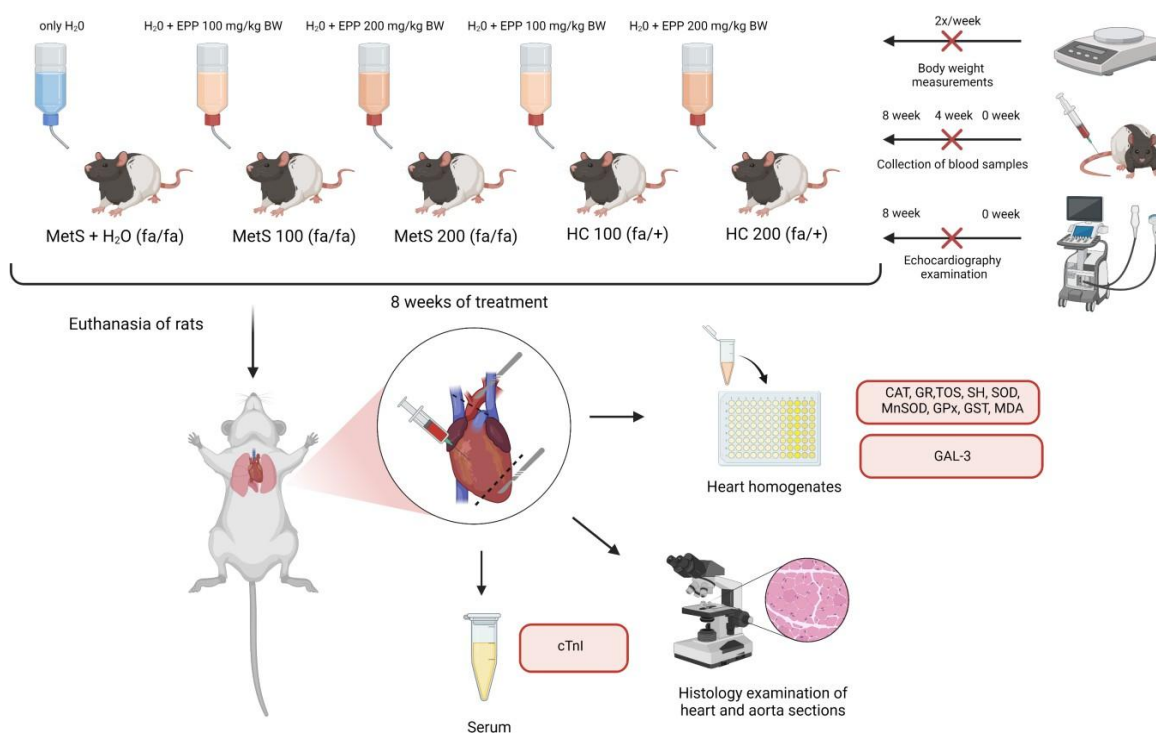 only H₂0
H₂0 + EPP 100 mg/kg BW
H₂0 + EPP 200 mg/kg BW
H₂0 + EPP 100 mg/kg BW
H₂0 + EPP 200 mg/kg BW
MetS + H₂O (fa/fa)
MetS 100 (fa/fa)
MetS 200 (fa/fa)
HC 100 (fa/+)
HC 200 (fa/+)
2x/week
Body weight
measurements
8 week 4 week 0 week
Collection of blood samples
8 week 0 week
Echocardiography
examination
8 weeks of treatment
Euthanasia of rats
Heart homogenates
CAT, GR,TOS, SH, SOD,
MnSOD, GPx, GST, MDA
GAL-3
Serum
cTnI
Histology examination of
heart and aorta sections